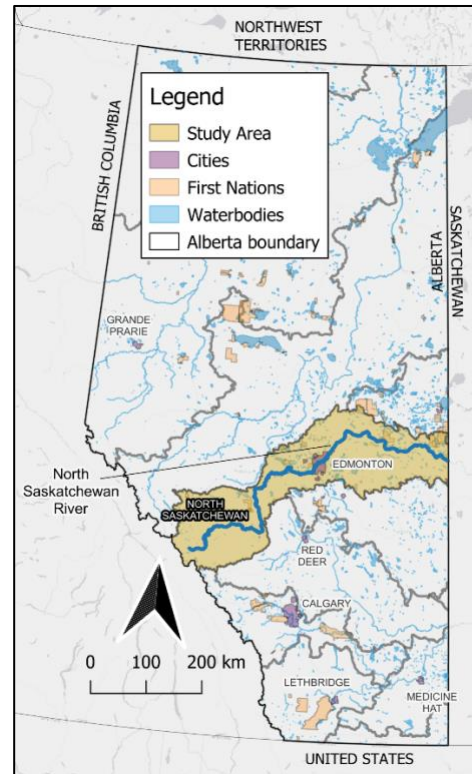 NORTHWEST
TERRITORIES
Legend
Study Area
Cities
First Nations
Waterbodies
Alberta boundary
BRITISH COLUMBIA
ALBERTA
SASKATCHEWAN
GRANDE
PRARIE
North
Saskatchewan
River
NORTH
SASKATCHEWAN
EDMONTON
RED
DEER
CALGARY
0 100 200 km
LETHBRIDGE
MEDICINE
HAT
UNITED STATES